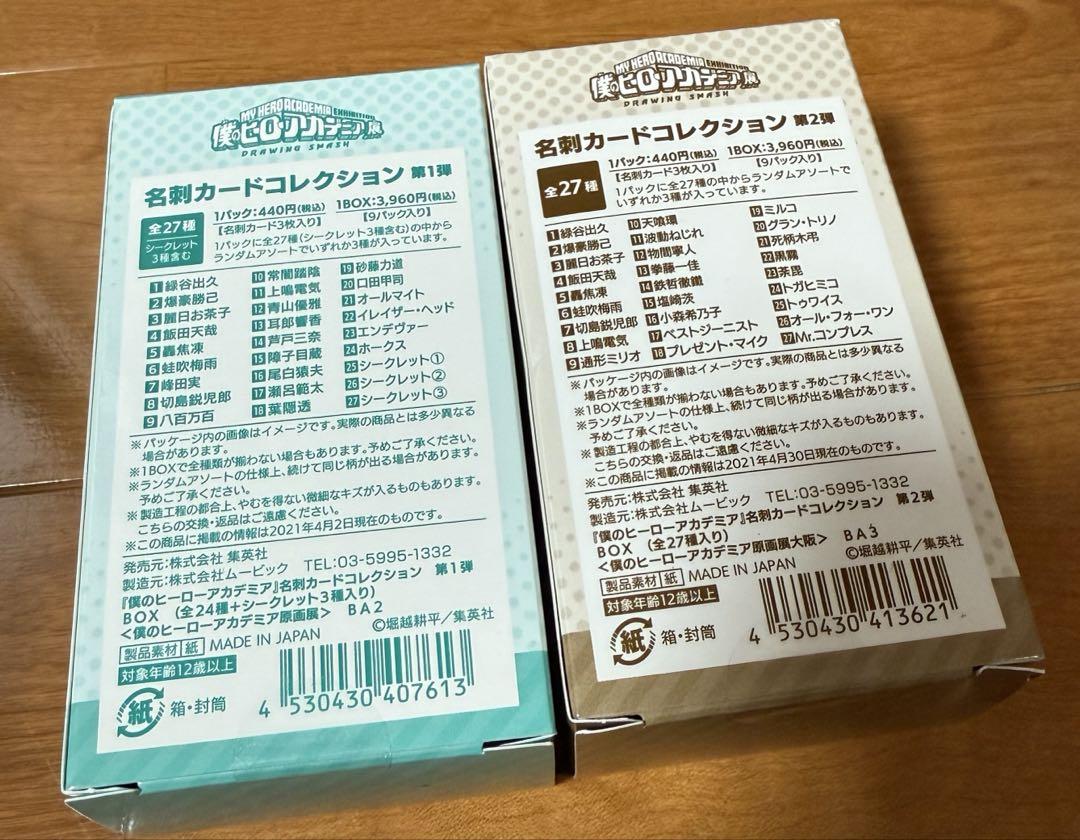 MY HERO ACADEMIA EXHIBITION
僕のヒーローアカデミア展
DRAWING SMASH
名刺カードコレクション 第1弾
全27種
シークレット
3種含む
1パック:440円(税込)
【名刺カード3枚入り】
1BOX:3,960円(税込)
【9パック入り】
1パックに全27種(シークレット3種含む)の中から
ランダムアソートでいずれか3種が入っています。
1 緑谷出久
2 爆豪勝己
3 麗日お茶子
4 飯田天哉
5 轟焦凍
6 蛙吹梅雨
7 峰田実
8 切島鋭児郎
9 八百万百
10 常闇踏陰
11 上鳴電気
12 青山優雅
13 耳郎響香
14 芦戸三奈
15 障子目蔵
16 尾白猿夫
17 瀬呂範太
18 葉隠透
19 砂藤力道
20 口田甲司
21 オールマイト
22 イレイザー・ヘッド
23 エンデヴァー
24 ホークス
25 シークレット①
26 シークレット②
27 シークレット③
※パッケージ内の画像はイメージです。実際の商品とは多少異なる
場合があります。
※1BOXで全種類が揃わない場合もあります。予めご了承ください。
※ランダムアソートの仕様上、続けて同じ柄が出る場合があります。
予めご了承ください。
※製造工程の都合上、やむを得ない微細なキズが入るものもあります。
こちらの交換・返品はご遠慮ください。
※この商品に掲載の情報は2021年4月2日現在のものです。
発売元:株式会社 集英社
製造元:株式会社ムービック TEL:03-5995-1332
『僕のヒーローアカデミア』名刺カードコレクション 第1弾
BOX (全24種+シークレット3種入り)
<僕のヒーローアカデミア原画展> BA2
©堀越耕平/集英社
製品素材 紙 MADE IN JAPAN
対象年齢12歳以上
紙 箱・封筒
4 530430 407613
MY HERO ACADEMIA EXHIBITION
僕のヒーローアカデミア展
DRAWING SMASH
名刺カードコレクション 第2弾
全27種
1パック:440円(税込)
【名刺カード3枚入り】
1BOX:3,960円(税込)
【9パック入り】
1パックに全27種の中からランダムアソートで
いずれか3種が入っています。
1 緑谷出久
2 爆豪勝己
3 麗日お茶子
4 飯田天哉
5 轟焦凍
6 蛙吹梅雨
7 切島鋭児郎
8 上鳴電気
9 通形ミリオ
10 天喰環
11 波動ねじれ
12 物間寧人
13 拳藤一佳
14 鉄哲徹鐵
15 塩崎茨
16 小森希乃子
17 ベストジーニスト
18 プレゼント・マイク
19 ミルコ
20 グラン・トリノ
21 死柄木弔
22 黒霧
23 荼毘
24 トガヒミコ
25 トゥワイス
26 オール・フォー・ワン
27 Mr.コンプレス
※パッケージ内の画像はイメージです。実際の商品とは多少異なる
場合があります。
※1BOXで全種類が揃わない場合もあります。予めご了承ください。
※ランダムアソートの仕様上、続けて同じ柄が出る場合があります。
予めご了承ください。
※製造工程の都合上、やむを得ない微細なキズが入るものもあります。
こちらの交換・返品はご遠慮ください。
※この商品に掲載の情報は2021年4月30日現在のものです。
発売元:株式会社 集英社
製造元:株式会社ムービック TEL:03-5995-1332
『僕のヒーローアカデミア』名刺カードコレクション 第2弾
BOX (全27種入り)
<僕のヒーローアカデミア原画展大阪> BA3
©堀越耕平/集英社
製品素材 紙 MADE IN JAPAN
対象年齢12歳以上
紙 箱・封筒
4 530430 413621